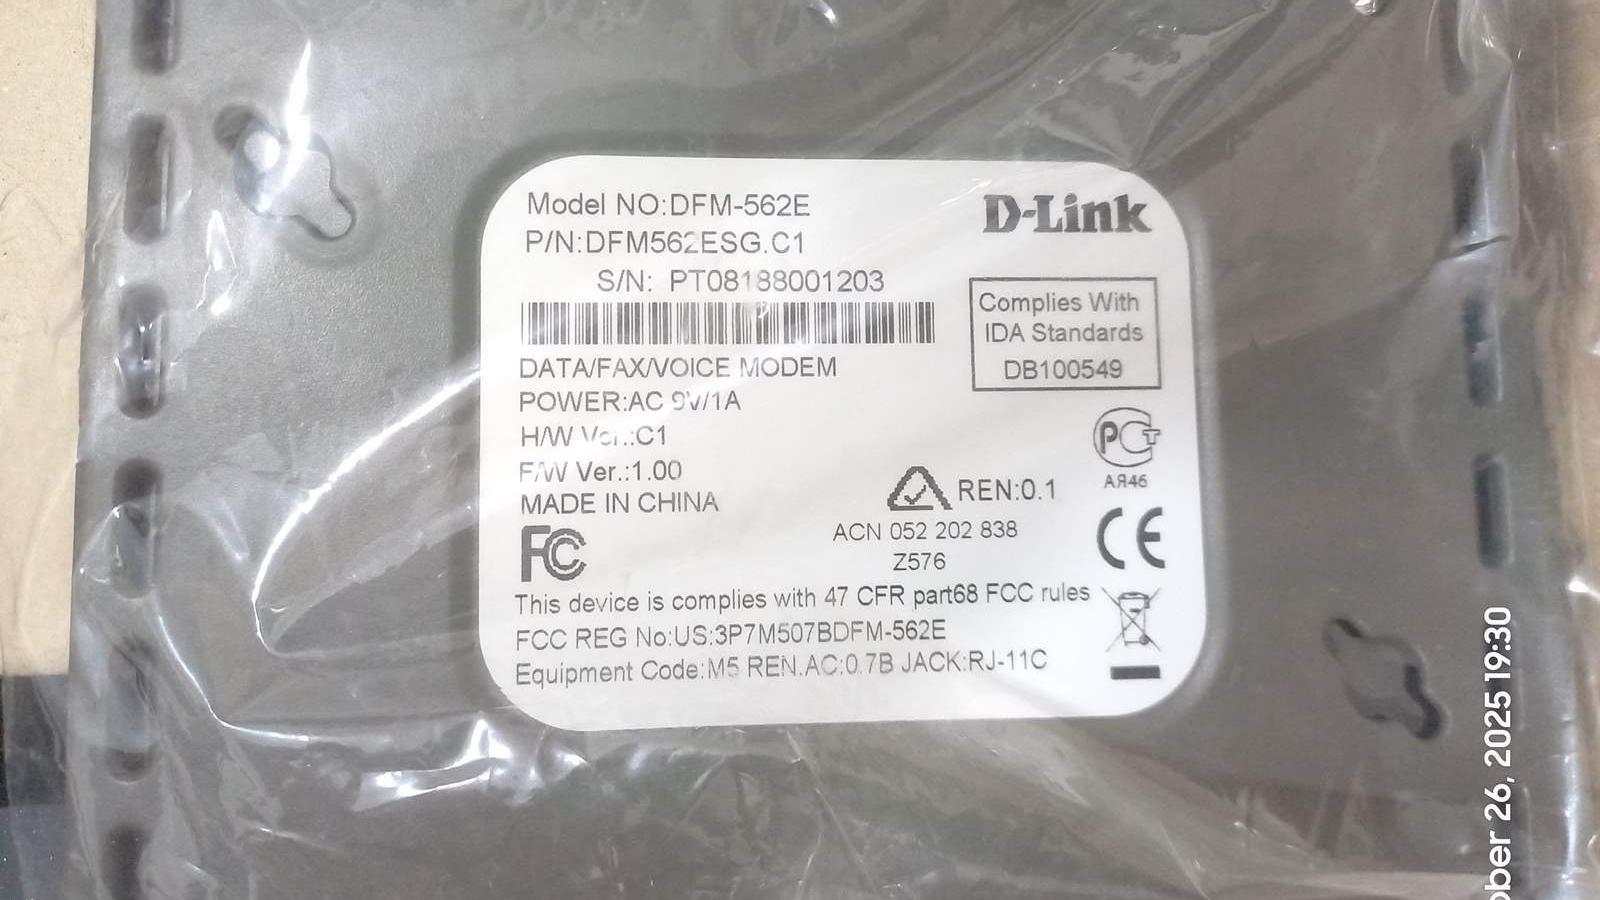 Model NO:DFM-562E
D-Link
P/N:DFM562ESG.C1
S/N: PT08188001203
Complies With
IDA Standards
DB100549
DATA/FAX/VOICE MODEM
POWER:AC 9V/1A
H/W Ver.:C1
F/W Ver.:1.00
MADE IN CHINA
FC
REN:0.1
ACN 052 202 838
Z576
РСТ
АЯ46
CE
This device is complies with 47 CFR part68 FCC rules
FCC REG No:US:3P7M507BDFM-562E
Equipment Code:M5 REN.AC:0.7B JACK:RJ-11C
26, 2025 19:30